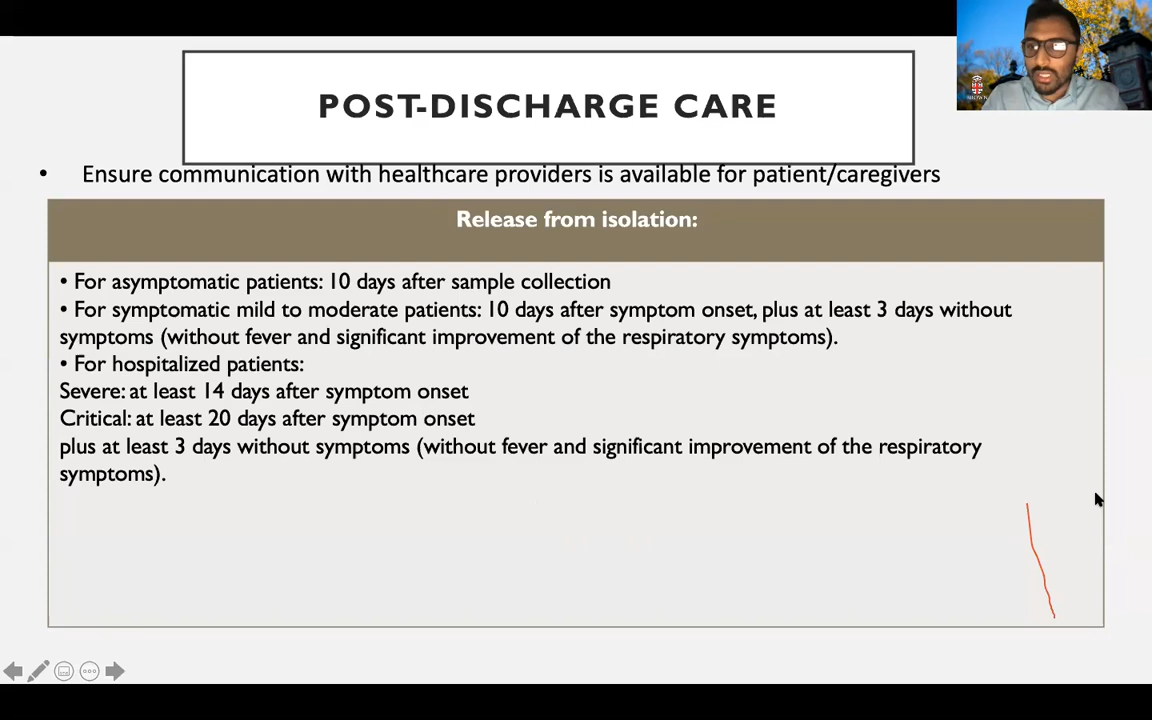 POST-DISCHARGE CARE
• Ensure communication with healthcare providers is available for patient/caregivers
Release from isolation:
• For asymptomatic patients: 10 days after sample collection
• For symptomatic mild to moderate patients: 10 days after symptom onset, plus at least 3 days without
symptoms (without fever and significant improvement of the respiratory symptoms).
• For hospitalized patients:
Severe: at least 14 days after symptom onset
Critical: at least 20 days after symptom onset
plus at least 3 days without symptoms (without fever and significant improvement of the respiratory
symptoms).